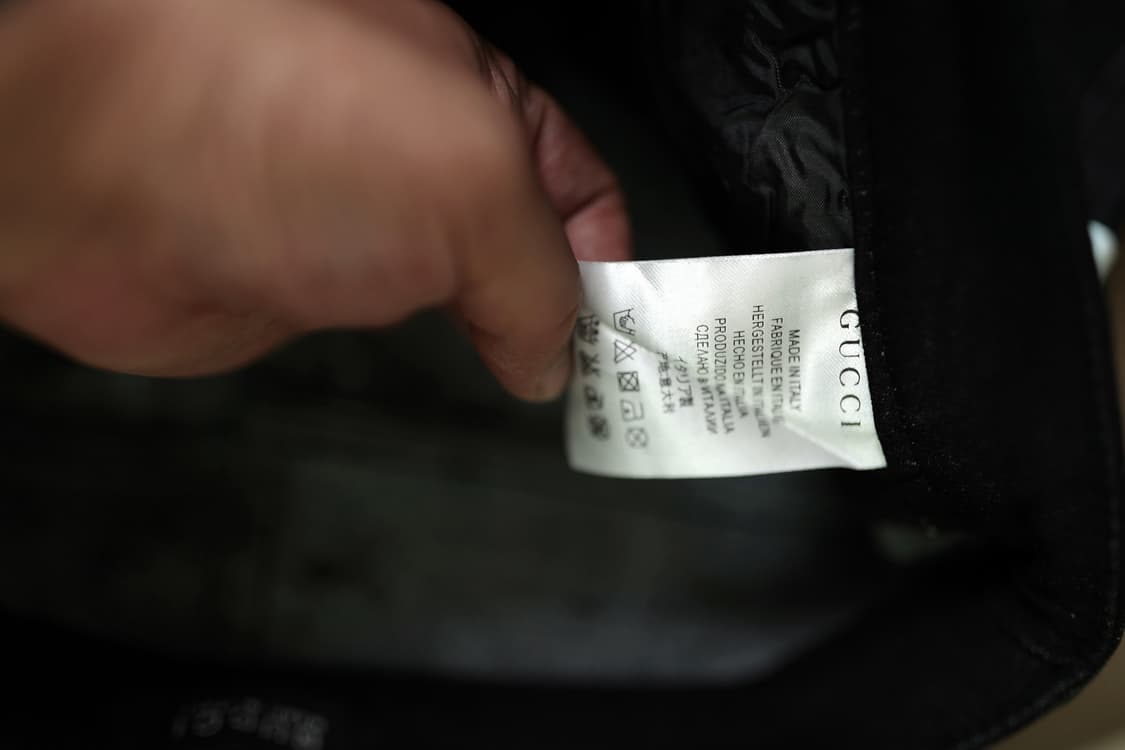 GUCCI
MADE IN ITALY
FABRIQUE EN ITALIE
HERGESTELLT IN ITALIEN
HECHO EN ITALIA
PRODUZIDO NA ITALIA
СДЕЛАНО В ИТАЛИИ
イタリア製
产地:意大利